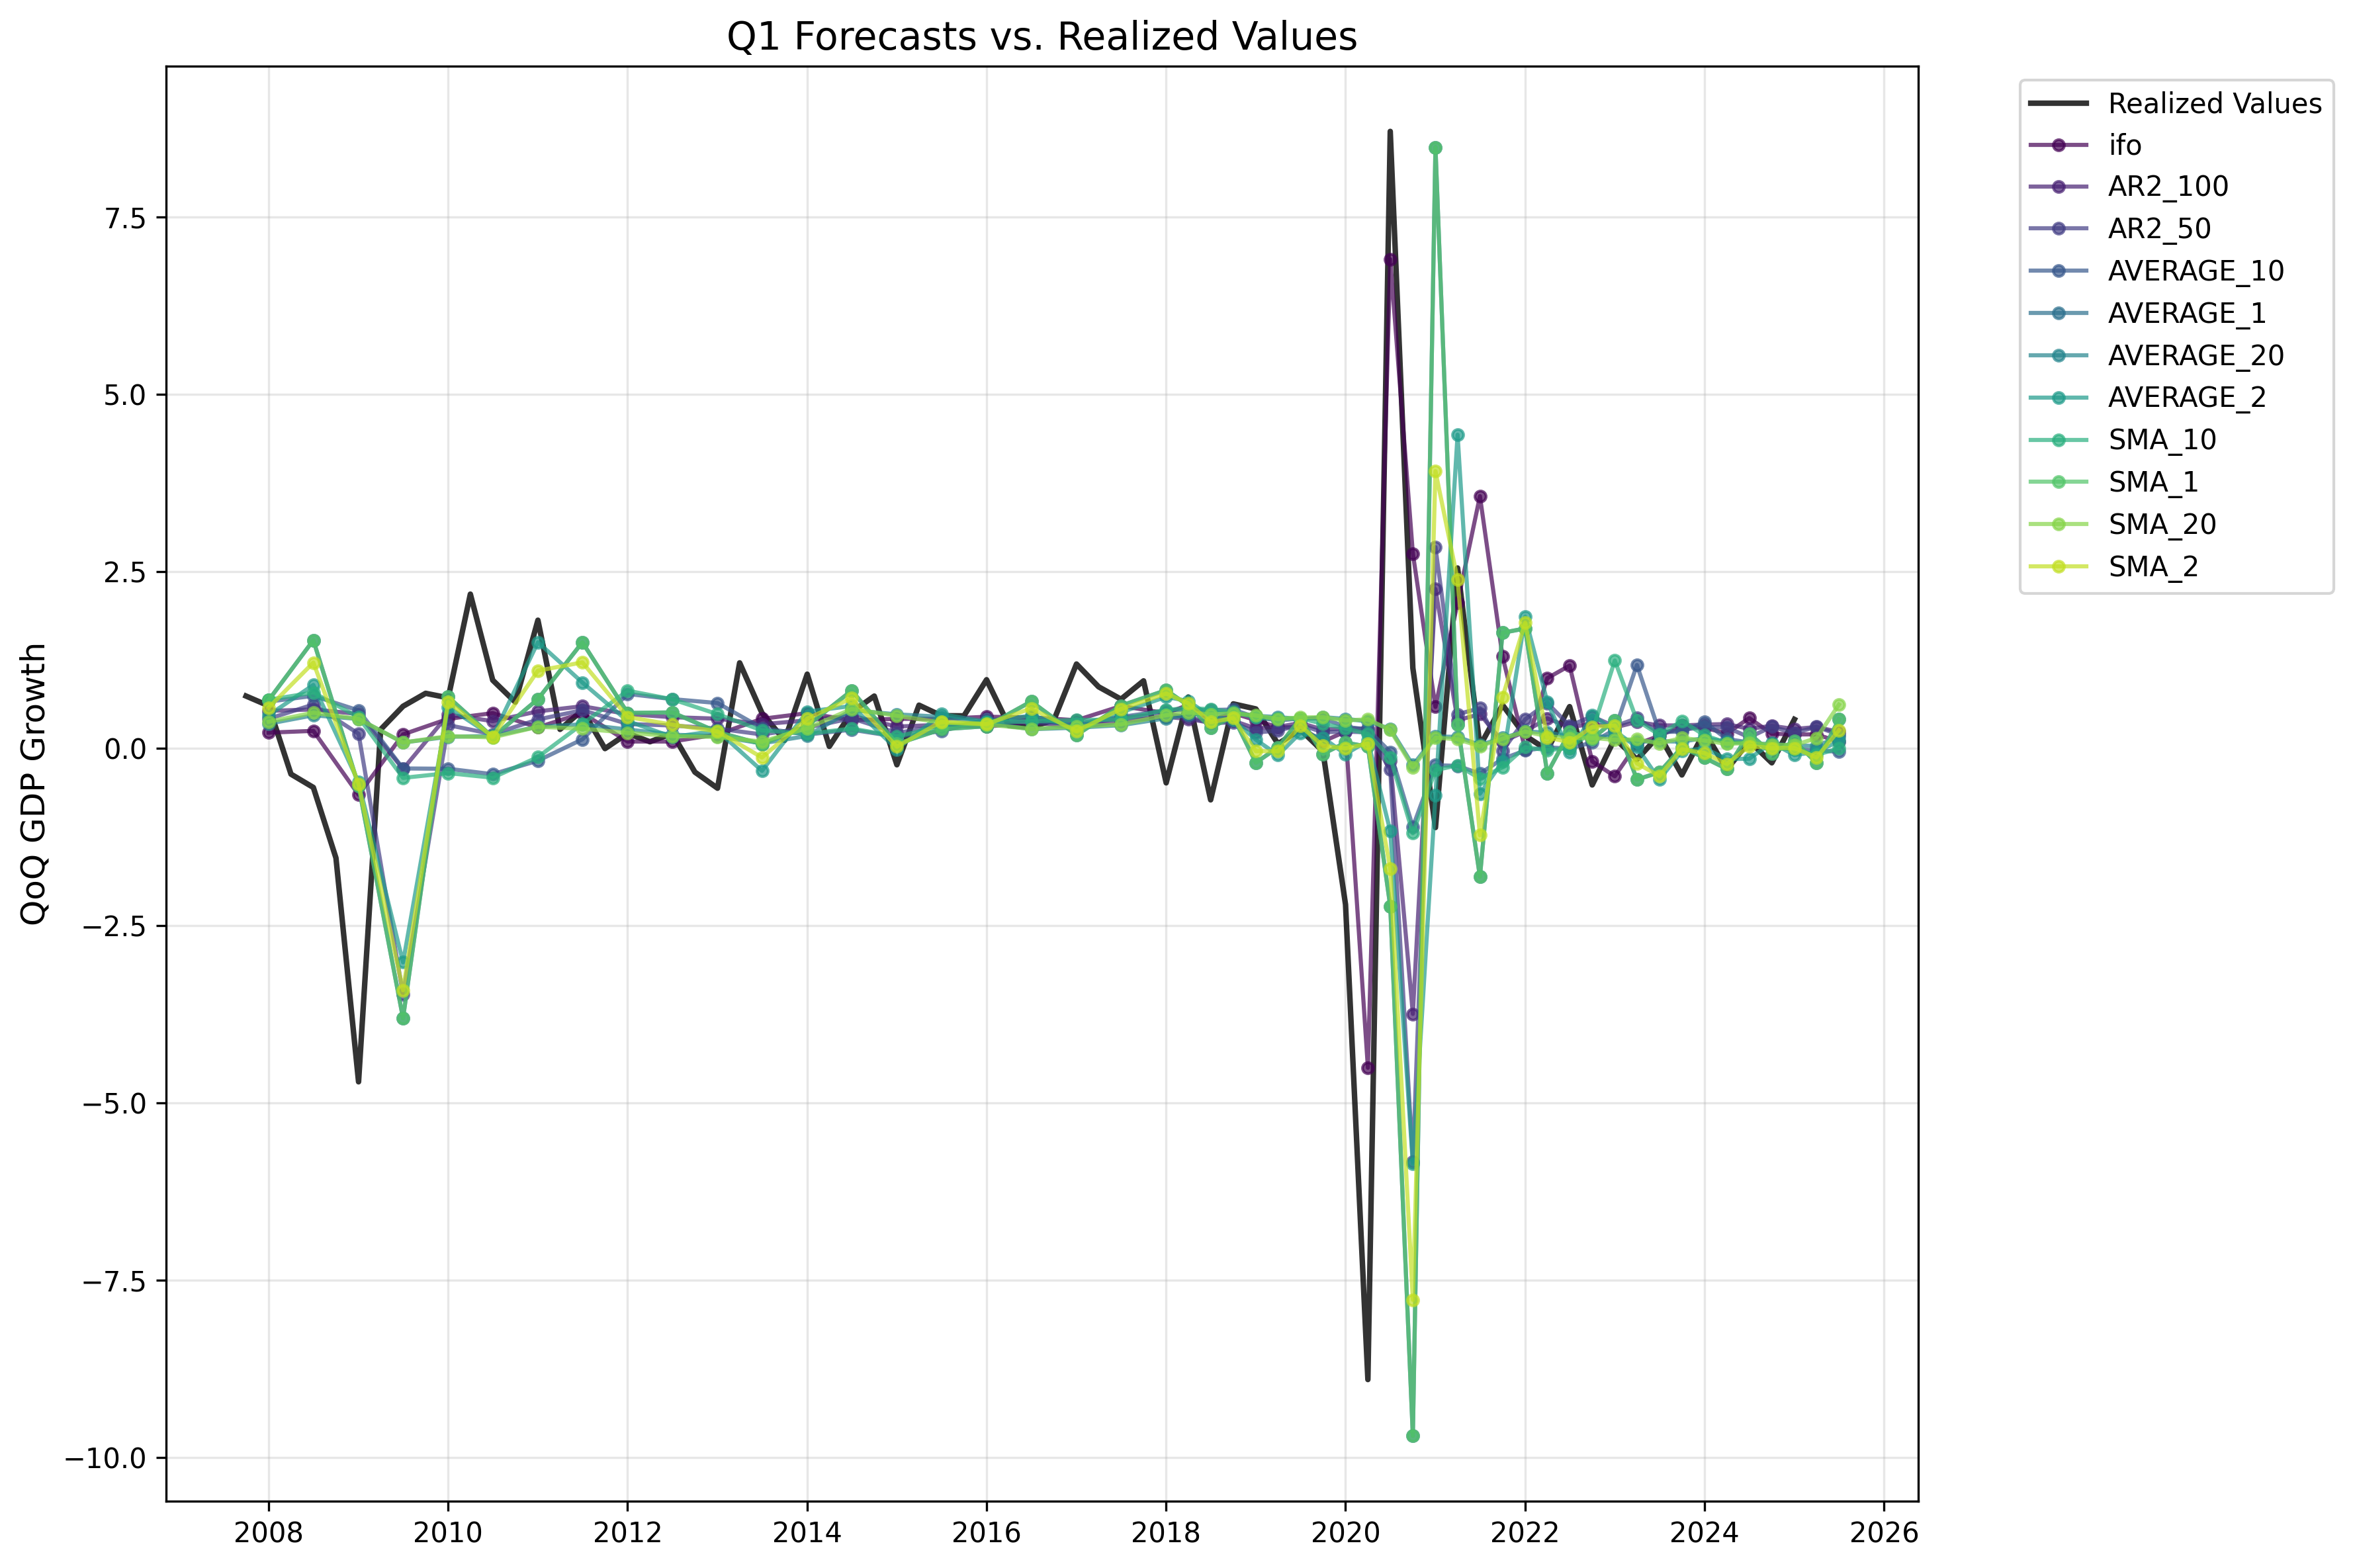 Q1 Forecasts vs. Realized Values
QoQ GDP Growth
7.5
5.0
2.5
0.0
−2.5
−5.0
−7.5
−10.0
2008
2010
2012
2014
2016
2018
2020
2022
2024
2026
Realized Values
ifo
AR2_100
AR2_50
AVERAGE_10
AVERAGE_1
AVERAGE_20
AVERAGE_2
SMA_10
SMA_1
SMA_20
SMA_2